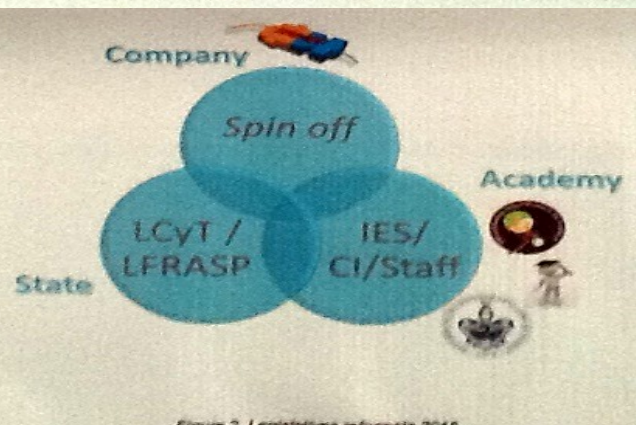 Company
Spin off
Academy
LCyT /
LFRASP
IES/
CI/Staff
State